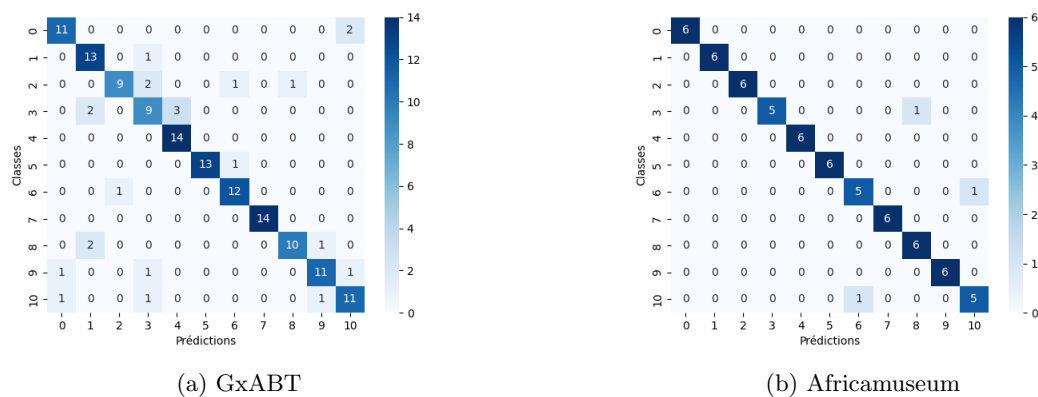 Classes
0 11 0 0 0 0 0 0 0 0 0 2
1 0 13 0 1 0 0 0 0 0 0 0
2 0 0 9 2 0 0 1 0 1 0 0
3 0 2 0 9 3 0 0 0 0 0 0
4 0 0 0 0 14 0 0 0 0 0 0
5 0 0 0 0 0 13 1 0 0 0 0
6 0 0 1 0 0 0 12 0 0 0 0
7 0 0 0 0 0 0 0 14 0 0 0
8 0 2 0 0 0 0 0 0 10 1 0
9 1 0 0 1 0 0 0 0 0 11 1
10 1 0 0 1 0 0 0 0 0 1 11
0 1 2 3 4 5 6 7 8 9 10
Prédictions
14
12
10
8
6
4
2
0
(a) GxABT
Classes
0 6 0 0 0 0 0 0 0 0 0 0
1 0 6 0 0 0 0 0 0 0 0 0
2 0 0 6 0 0 0 0 0 0 0 0
3 0 0 0 5 0 0 0 0 1 0 0
4 0 0 0 0 6 0 0 0 0 0 0
5 0 0 0 0 0 6 0 0 0 0 0
6 0 0 0 0 0 0 5 0 0 0 1
7 0 0 0 0 0 0 0 6 0 0 0
8 0 0 0 0 0 0 0 0 6 0 0
9 0 0 0 0 0 0 0 0 0 6 0
10 0 0 0 0 0 0 1 0 0 0 5
0 1 2 3 4 5 6 7 8 9 10
Prédictions
6
5
4
3
2
1
0
(b) Africamuseum